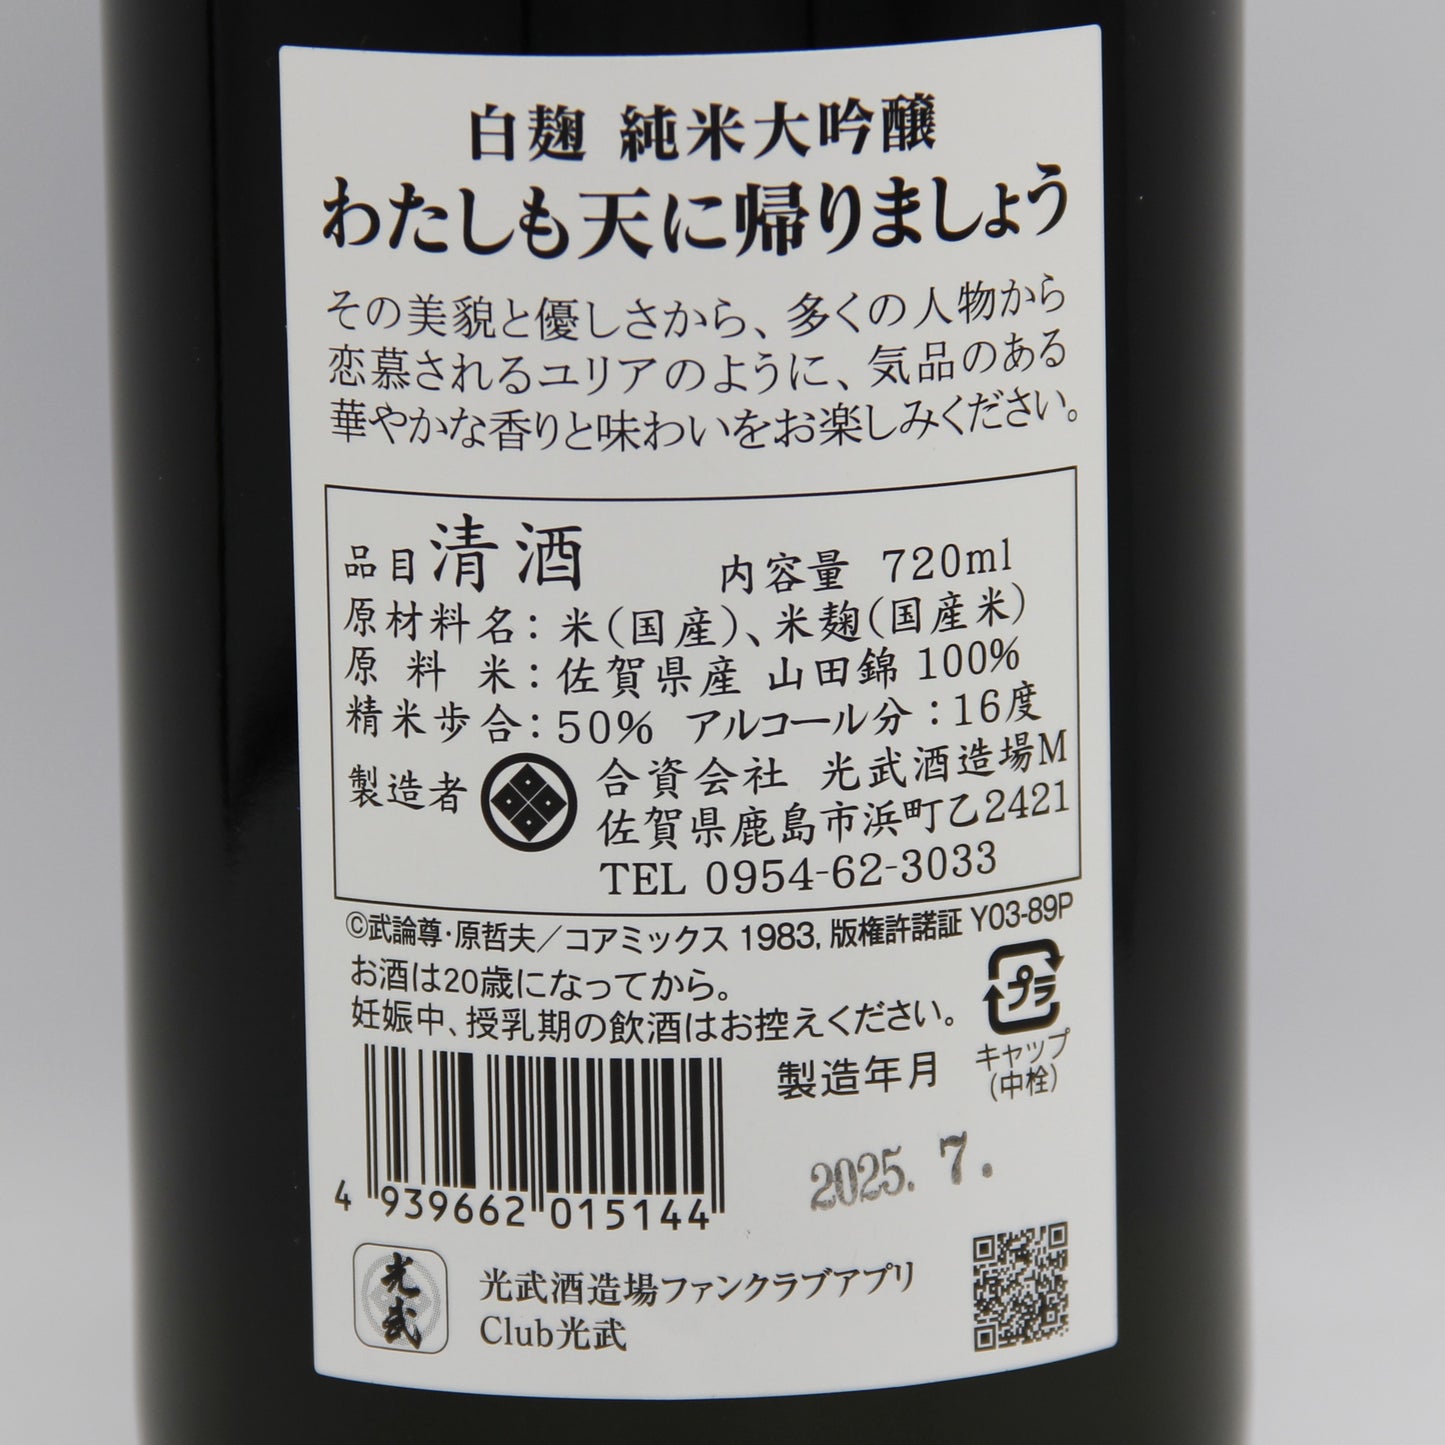 白麹 純米大吟醸
わたしも天に帰りましょう
その美貌と優しさから、多くの人物から
恋慕されるユリアのように、気品のある
華やかな香りと味わいをお楽しみください。
品目 清酒 内容量 720ml
原材料名：米（国産）、米麹（国産米）
原料米：佐賀県産 山田錦 100%
精米歩合：50% アルコール分：16度
製造者 合資会社 光武酒造場M
佐賀県鹿島市浜町乙2421
TEL 0954-62-3033
©武論尊・原哲夫／コアミックス 1983, 版権許諾証 Y03-89P
お酒は20歳になってから。
妊娠中、授乳期の飲酒はお控えください。
プラ
キャップ
（中栓）
製造年月
2025. 7.
4 939662 015144
光武
光武酒造場ファンクラブアプリ
Club光武